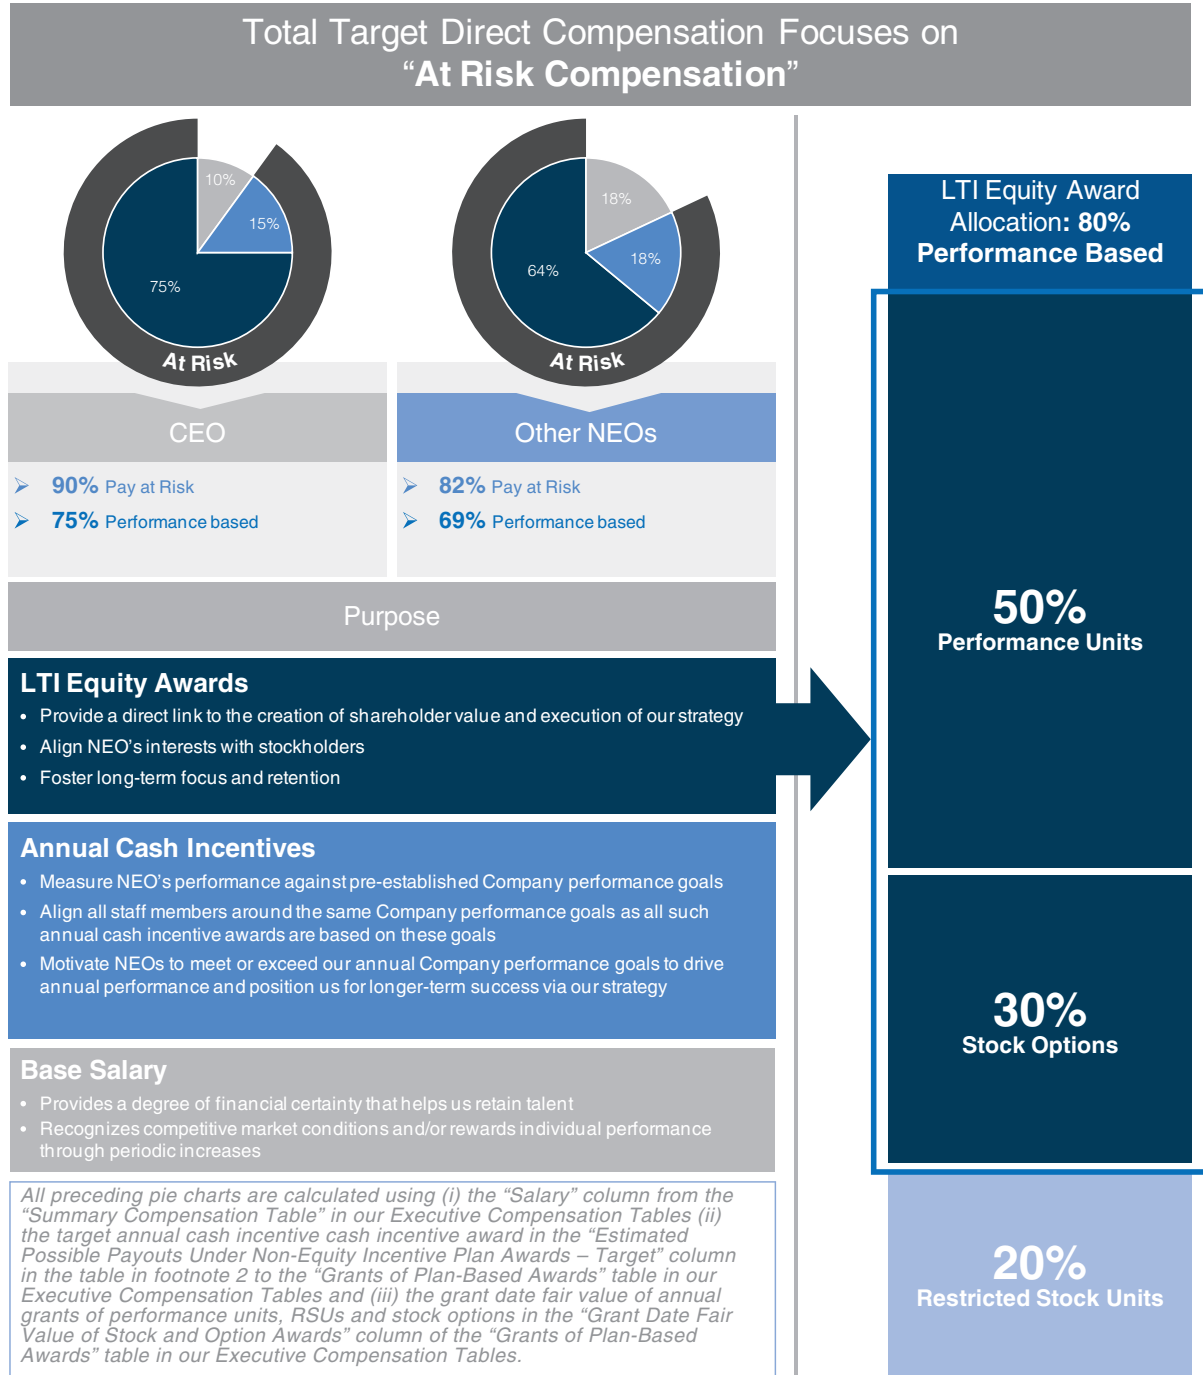 Total Target Direct Compensation Focuses on
“At Risk Compensation”
10%
15%
75%
At Risk
18%
18%
64%
At Risk
CEO
➢ 90% Pay at Risk
➢ 75% Performance based
Other NEOs
➢ 82% Pay at Risk
➢ 69% Performance based
Purpose
LTI Equity Awards
• Provide a direct link to the creation of shareholder value and execution of our strategy
• Align NEO’s interests with stockholders
• Foster long-term focus and retention
Annual Cash Incentives
• Measure NEO’s performance against pre-established Company performance goals
• Align all staff members around the same Company performance goals as all such
annual cash incentive awards are based on these goals
• Motivate NEOs to meet or exceed our annual Company performance goals to drive
annual performance and position us for longer-term success via our strategy
Base Salary
• Provides a degree of financial certainty that helps us retain talent
• Recognizes competitive market conditions and/or rewards individual performance
through periodic increases
All preceding pie charts are calculated using (i) the “Salary” column from the
“Summary Compensation Table” in our Executive Compensation Tables (ii)
the target annual cash incentive cash incentive award in the “Estimated
Possible Payouts Under Non-Equity Incentive Plan Awards – Target” column
in the table in footnote 2 to the “Grants of Plan-Based Awards” table in our
Executive Compensation Tables and (iii) the grant date fair value of annual
grants of performance units, RSUs and stock options in the “Grant Date Fair
Value of Stock and Option Awards” column of the “Grants of Plan-Based
Awards” table in our Executive Compensation Tables.
LTI Equity Award
Allocation: 80%
Performance Based
50%
Performance Units
30%
Stock Options
20%
Restricted Stock Units